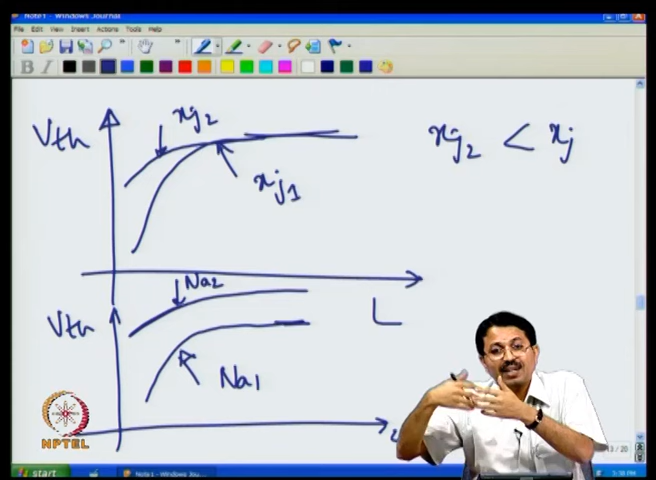 Note1 - Windows Journal
File Edit View Insert Actions Tools Help
B I
Vth xj2 xj2 < xj
xj1
Na2
Vth L
Na1
NPTEL
start Note1 - Windows Jou...